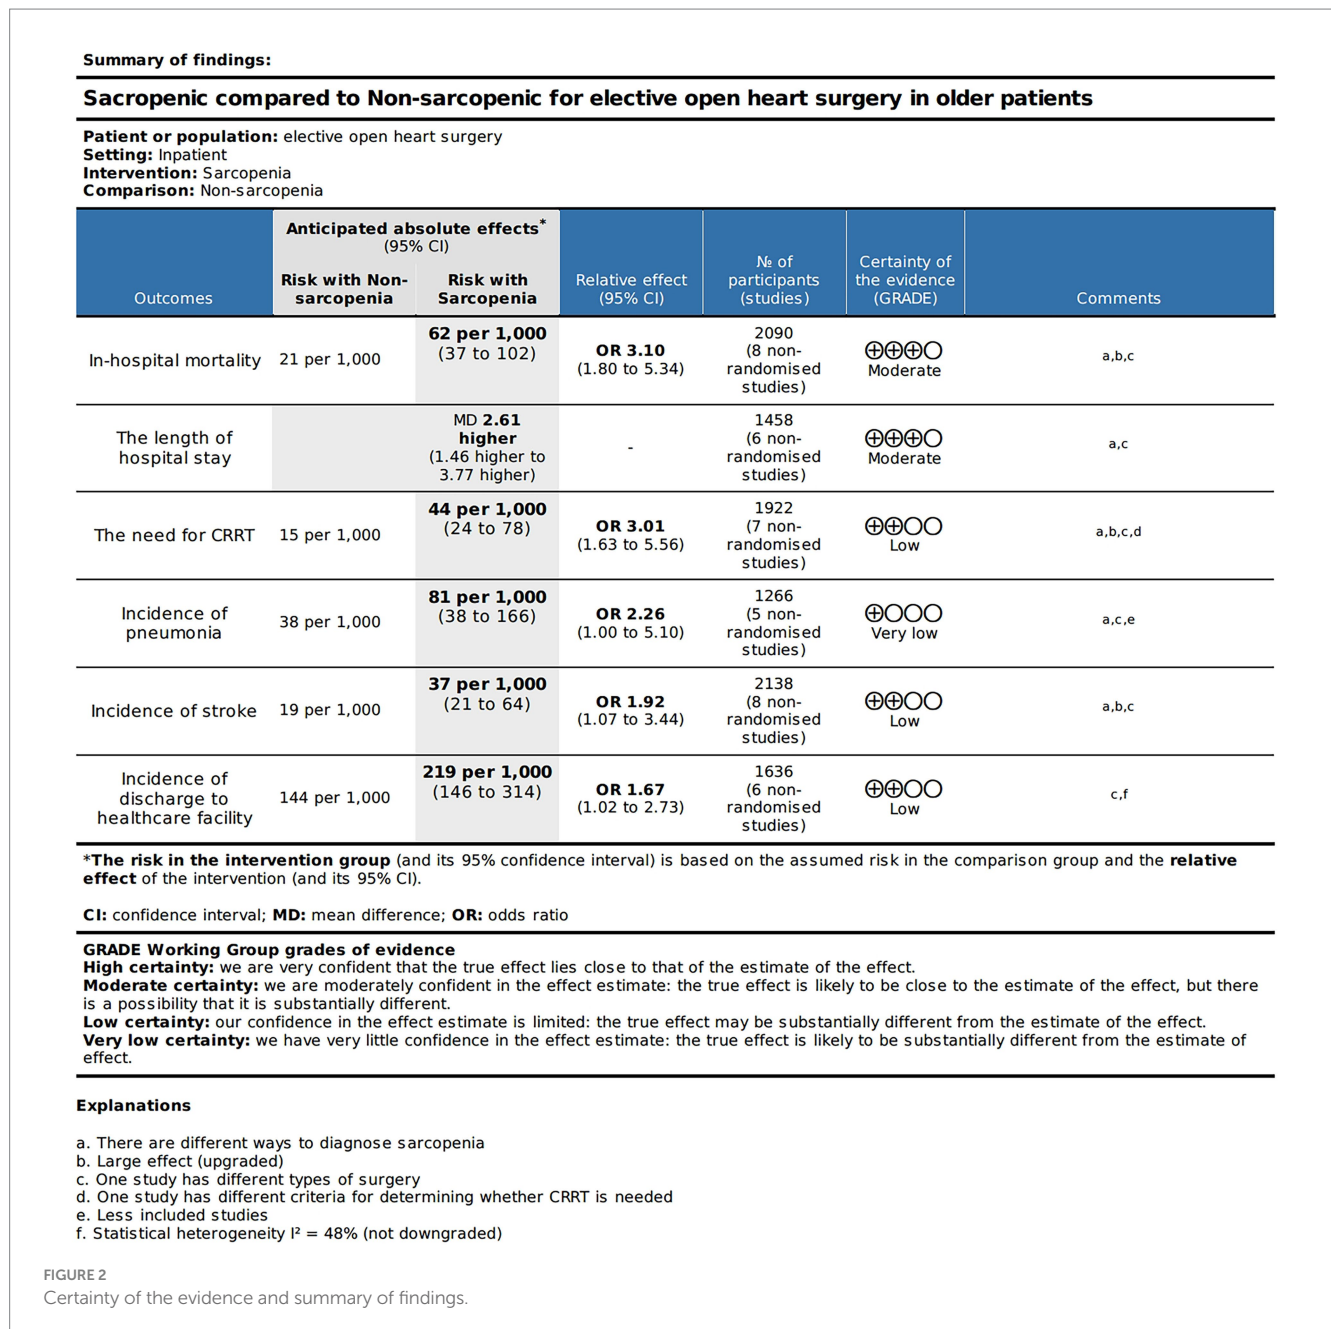 Summary of findings:
Sacropenic compared to Non-sarcopenic for elective open heart surgery in older patients
Patient or population: elective open heart surgery
Setting: Inpatient
Intervention: Sarcopenia
Comparison: Non-sarcopenia
Outcomes
Anticipated absolute effects*
(95% CI)
Risk with Non-
sarcopenia
Risk with
Sarcopenia
Relative effect
(95% CI)
№ of
participants
(studies)
Certainty of
the evidence
(GRADE)
Comments
In-hospital mortality
21 per 1,000
62 per 1,000
(37 to 102)
OR 3.10
(1.80 to 5.34)
2090
(8 non-
randomised
studies)
⨁⨁⨁◯
Moderate
a,b,c
The length of
hospital stay
MD 2.61
higher
(1.46 higher to
3.77 higher)
-
1458
(6 non-
randomised
studies)
⨁⨁⨁◯
Moderate
a,c
The need for CRRT
15 per 1,000
44 per 1,000
(24 to 78)
OR 3.01
(1.63 to 5.56)
1922
(7 non-
randomised
studies)
⨁⨁◯◯
Low
a,b,c,d
Incidence of
pneumonia
38 per 1,000
81 per 1,000
(38 to 166)
OR 2.26
(1.00 to 5.10)
1266
(5 non-
randomised
studies)
⨁◯◯◯
Very low
a,c,e
Incidence of stroke
19 per 1,000
37 per 1,000
(21 to 64)
OR 1.92
(1.07 to 3.44)
2138
(8 non-
randomised
studies)
⨁⨁◯◯
Low
a,b,c
Incidence of
discharge to
healthcare facility
144 per 1,000
219 per 1,000
(146 to 314)
OR 1.67
(1.02 to 2.73)
1636
(6 non-
randomised
studies)
⨁⨁◯◯
Low
c,f
*The risk in the intervention group (and its 95% confidence interval) is based on the assumed risk in the comparison group and the relative
effect of the intervention (and its 95% CI).
CI: confidence interval; MD: mean difference; OR: odds ratio
GRADE Working Group grades of evidence
High certainty: we are very confident that the true effect lies close to that of the estimate of the effect.
Moderate certainty: we are moderately confident in the effect estimate: the true effect is likely to be close to the estimate of the effect, but there
is a possibility that it is substantially different.
Low certainty: our confidence in the effect estimate is limited: the true effect may be substantially different from the estimate of the effect.
Very low certainty: we have very little confidence in the effect estimate: the true effect is likely to be substantially different from the estimate of
effect.
Explanations
a. There are different ways to diagnose sarcopenia
b. Large effect (upgraded)
c. One study has different types of surgery
d. One study has different criteria for determining whether CRRT is needed
e. Less included studies
f. Statistical heterogeneity I² = 48% (not downgraded)
FIGURE 2
Certainty of the evidence and summary of findings.